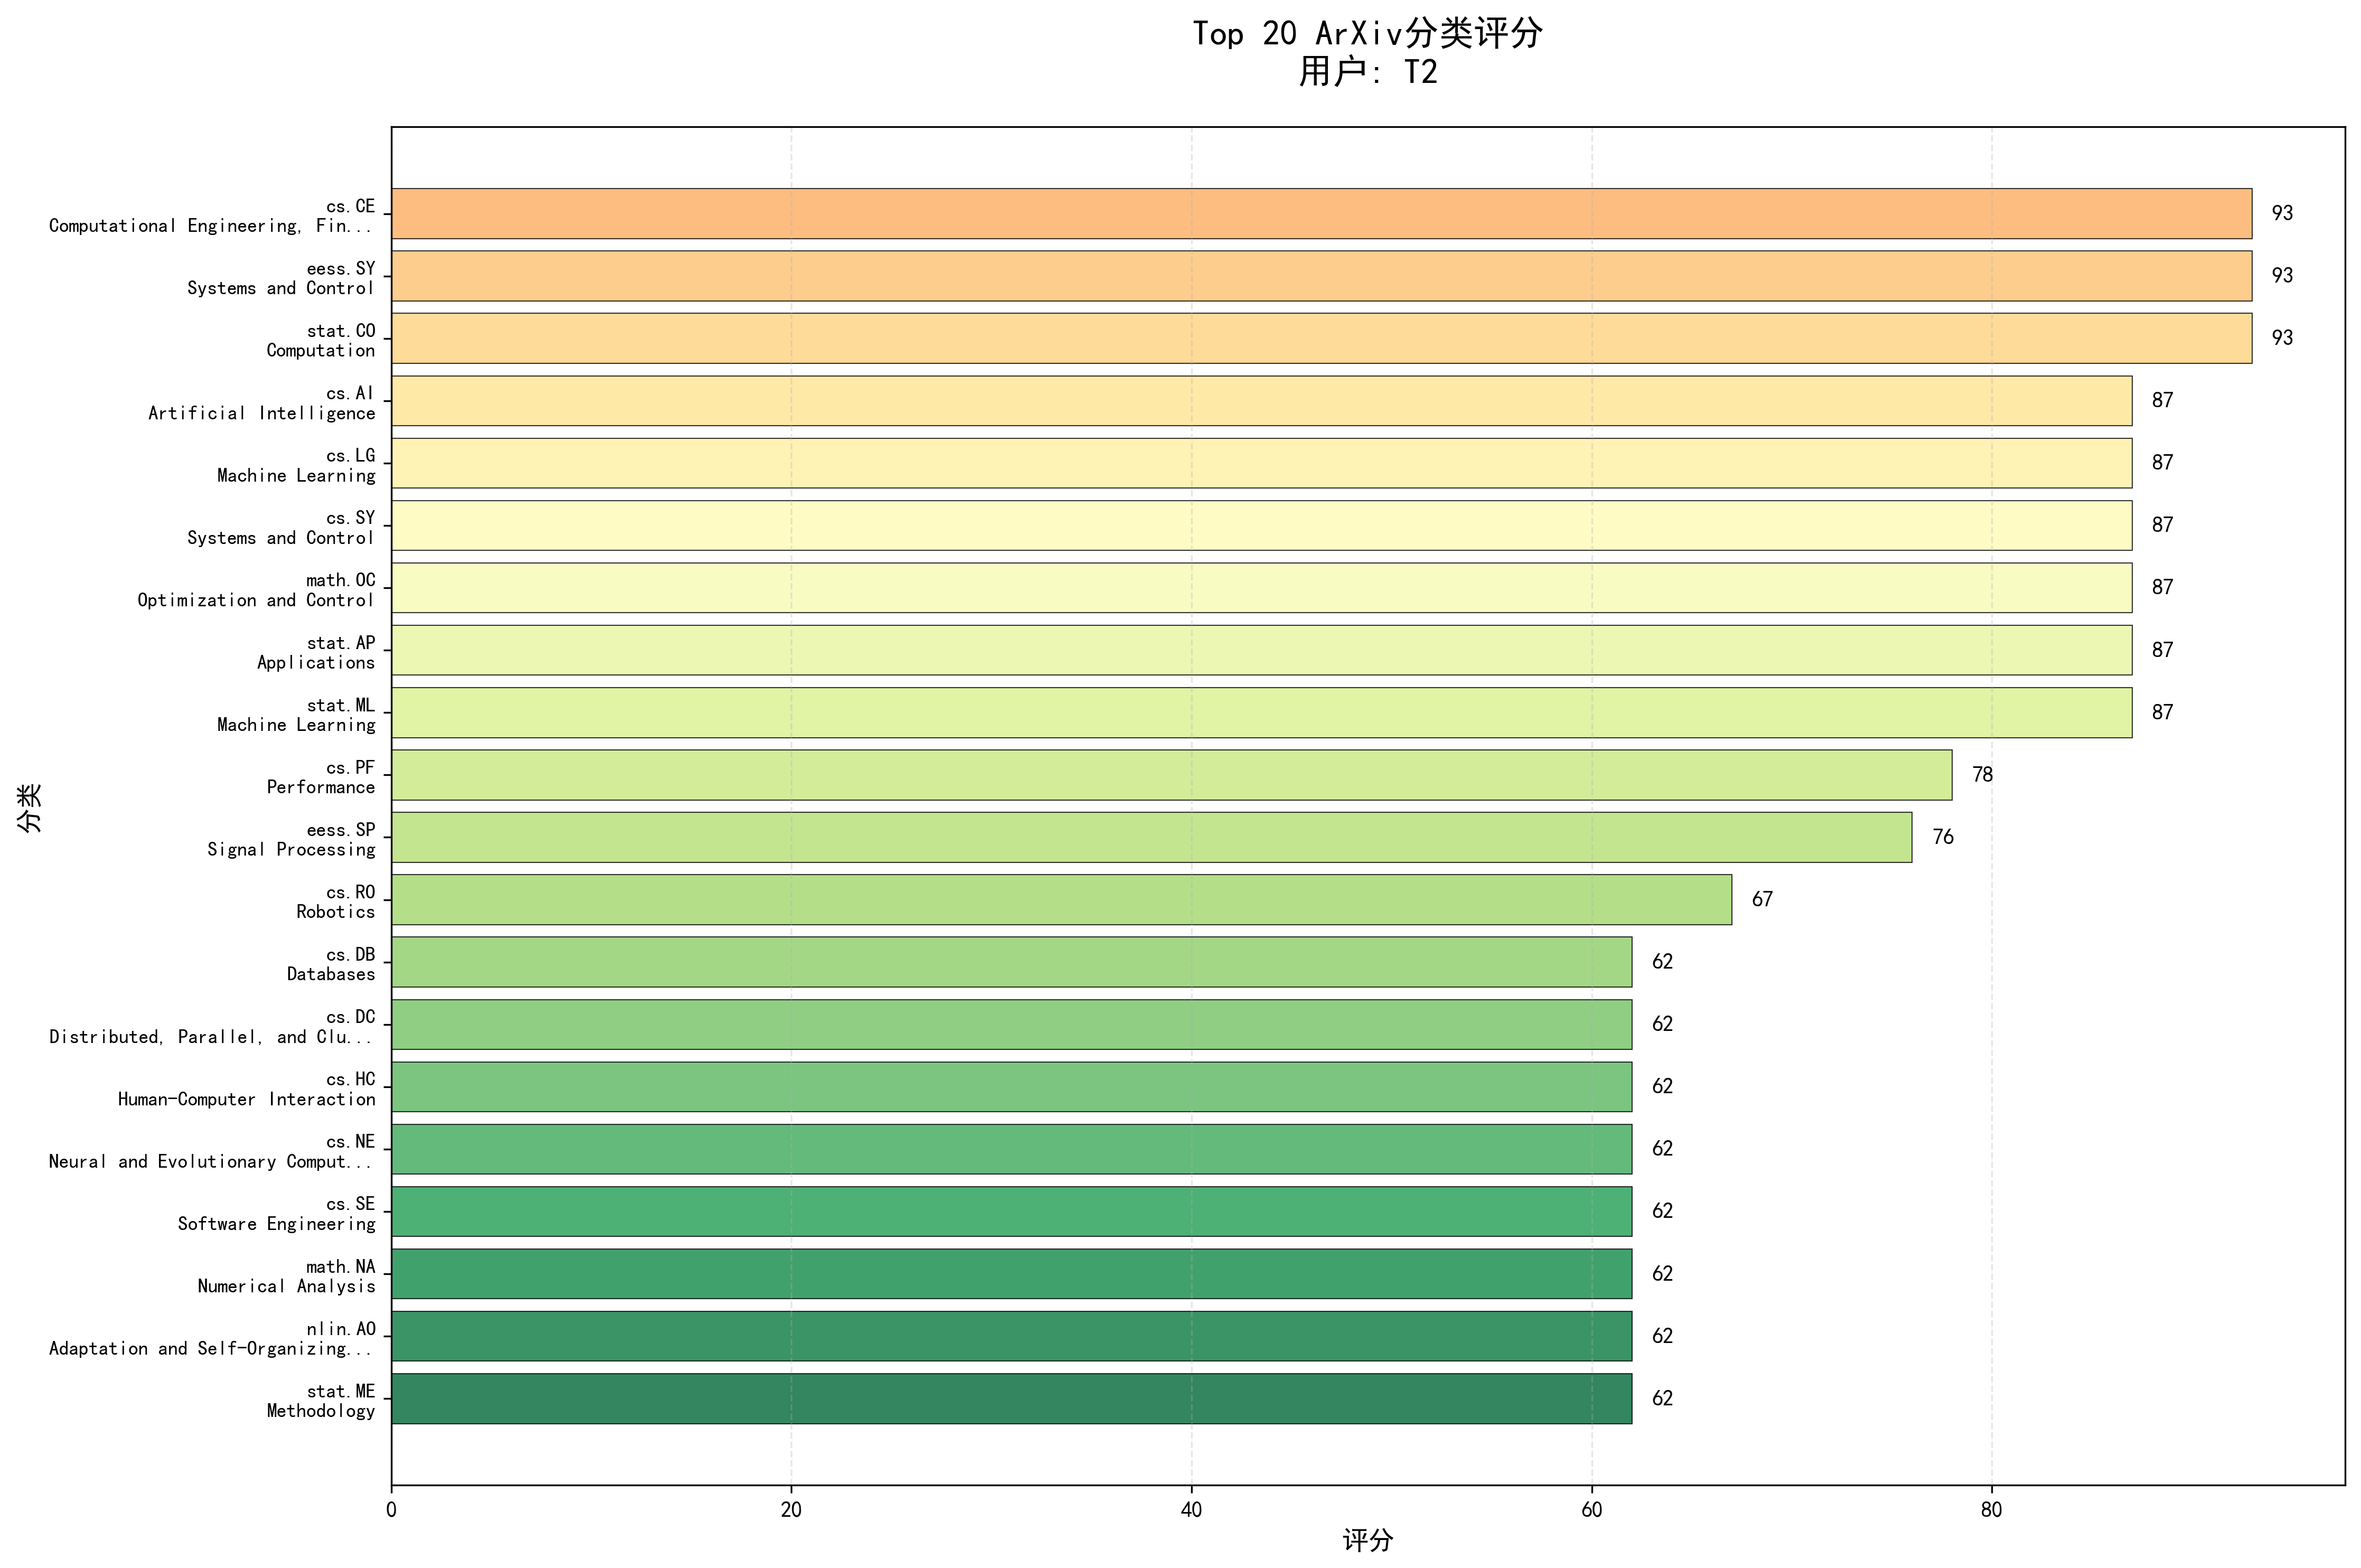 Top 20 ArXiv分类评分
用户: T2
cs.CE
Computational Engineering, Fin...
93
eess.SY
Systems and Control
93
stat.CO
Computation
93
cs.AI
Artificial Intelligence
87
cs.LG
Machine Learning
87
cs.SY
Systems and Control
87
math.OC
Optimization and Control
87
stat.AP
Applications
87
stat.ML
Machine Learning
87
cs.PF
Performance
78
eess.SP
Signal Processing
76
cs.RO
Robotics
67
cs.DB
Databases
62
cs.DC
Distributed, Parallel, and Clu...
62
cs.HC
Human-Computer Interaction
62
cs.NE
Neural and Evolutionary Comput...
62
cs.SE
Software Engineering
62
math.NA
Numerical Analysis
62
nlin.AO
Adaptation and Self-Organizing...
62
stat.ME
Methodology
62
分类
0 20 40 60 80
评分